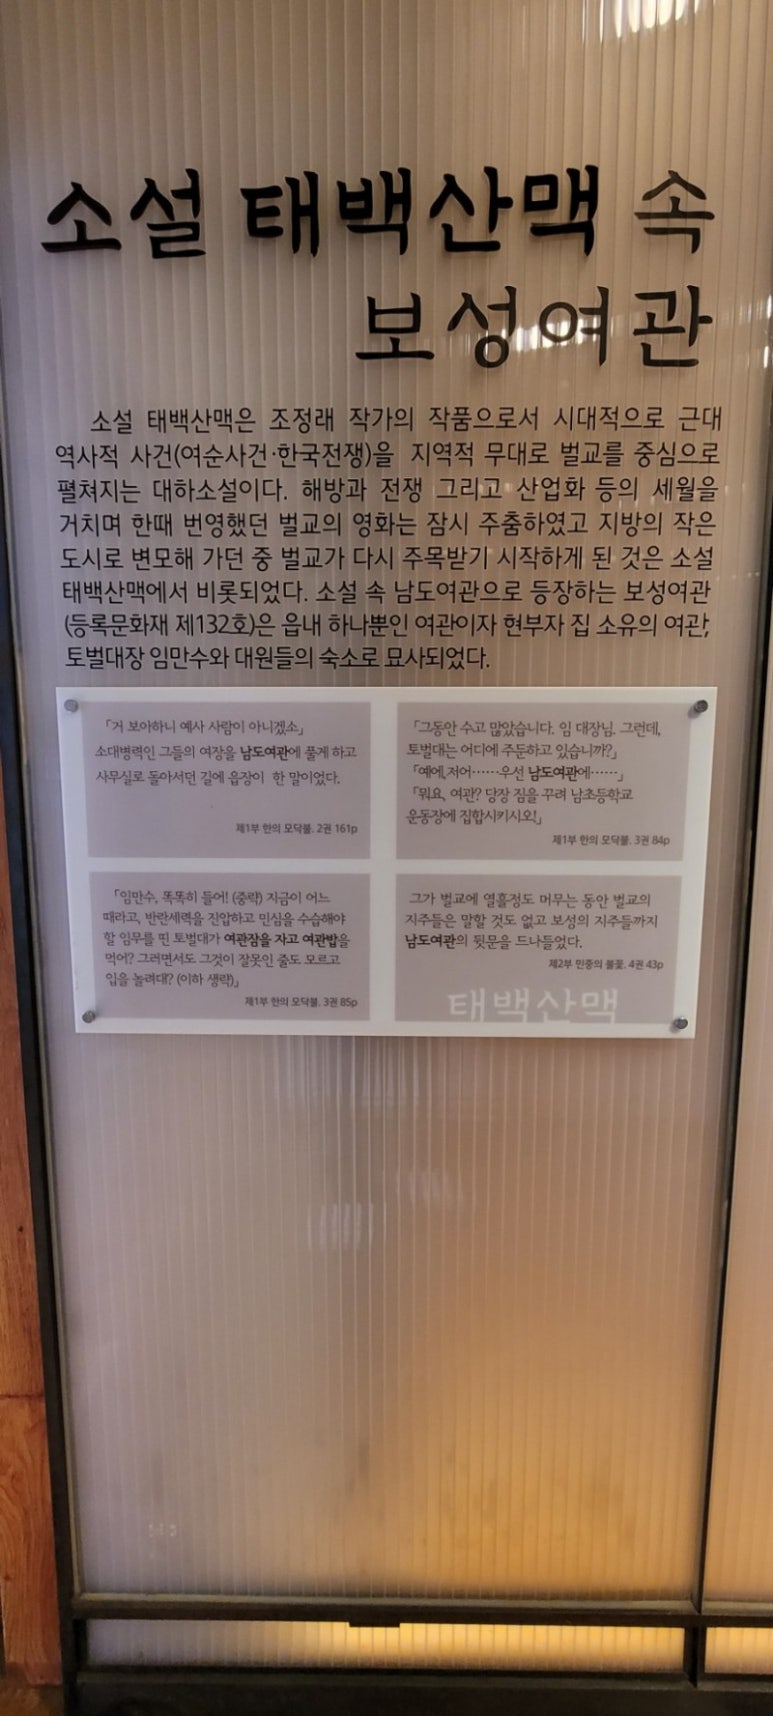 소설 태백산맥 속
보성여관
소설 태백산맥은 조정래 작가의 작품으로서 시대적으로 근대
역사적 사건(여순사건·한국전쟁)을 지역적 무대로 벌교를 중심으로
펼쳐지는 대하소설이다. 해방과 전쟁 그리고 산업화 등의 세월을
거치며 한때 번영했던 벌교의 영화는 잠시 주춤하였고 지방의 작은
도시로 변모해 가던 중 벌교가 다시 주목받기 시작하게 된 것은 소설
태백산맥에서 비롯되었다. 소설 속 남도여관으로 등장하는 보성여관
(등록문화재 제132호)은 읍내 하나뿐인 여관이자 현부자 집 소유의 여관,
토벌대장 임만수와 대원들의 숙소로 묘사되었다.
「거 보아하니 예사 사람이 아니겠소」
소대병력인 그들의 여장을 남도여관에 풀게 하고
사무실로 돌아서던 길에 읍장이 한 말이었다.
제1부 한의 모닥불. 2권 161p
「그동안 수고 많았습니다. 임 대장님. 그런데,
토벌대는 어디에 주둔하고 있습니까?」
「예에,저어……우선 남도여관에……」
「뭐요, 여관? 당장 짐을 꾸려 남초등학교
운동장에 집합시키시오!」
제1부 한의 모닥불. 3권 84p
「임만수, 똑똑히 들어! (중략) 지금이 어느
때라고, 반란세력을 진압하고 민심을 수습해야
할 임무를 띤 토벌대가 여관잠을 자고 여관밥을
먹어? 그러면서도 그것이 잘못인 줄도 모르고
입을 놀려대? (이하 생략)」
제1부 한의 모닥불. 3권 85p
그가 벌교에 열흘정도 머무는 동안 벌교의
지주들은 말할 것도 없고 보성의 지주들까지
남도여관의 뒷문을 드나들었다.
제2부 민중의 불꽃. 4권 43p
태백산맥